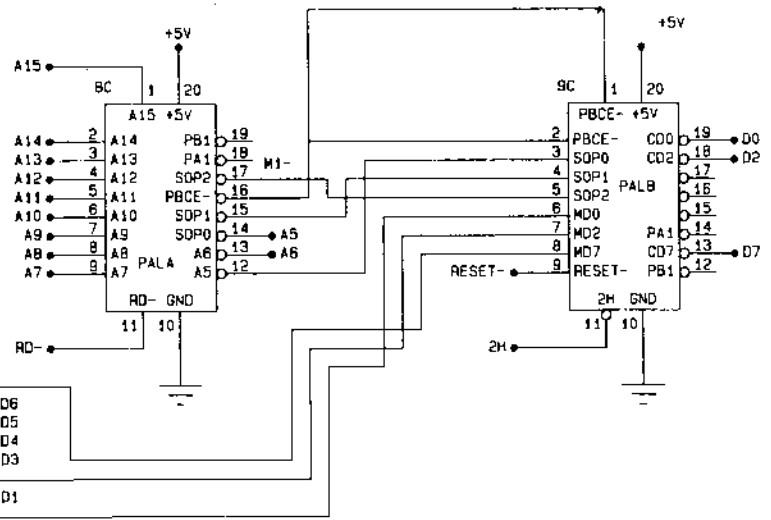 +5V
+5V
A15
8C
1
20
9C
1
20
A15 +5V
PBCE- +5V
A14 2 A14 PB1 19
A13 3 A13 PA1 18 M1-
A12 4 A12 SOP2 17
A11 5 A11 PBCE- 16
A10 6 A10 SOP1 15
A9 7 A9 SOP0 14 A5
A8 8 A8 A6 13 A6
A7 9 A7 A5 12
PALA
RD- GND
11 10
RD-
2 PBCE- CD0 19 D0
3 SOP0 CD2 18 D2
4 SOP1 17
5 SOP2 16
6 MD0 15
7 MD2 PA1 14
8 MD7 CD7 13 D7
RESET- 9 RESET- PB1 12
PALB
2H GND
11 10
2H
D6
D5
D4
D3
D1